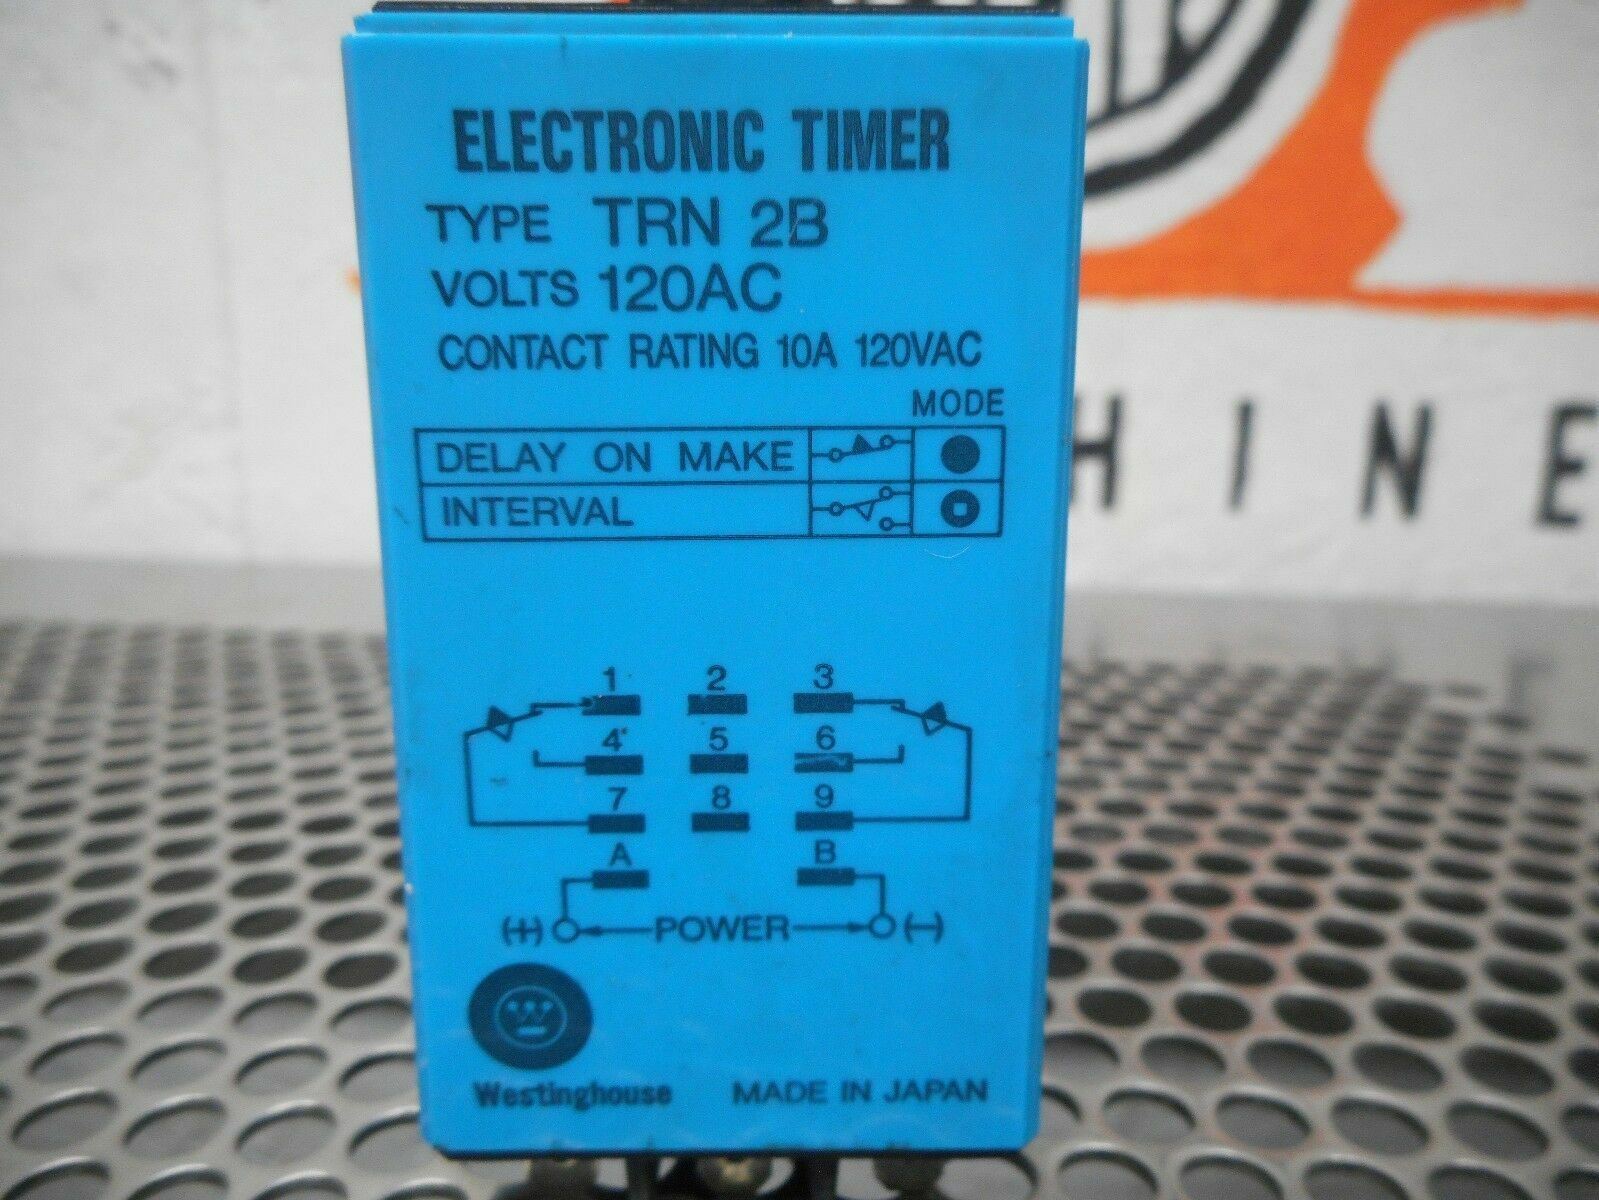 ELECTRONIC TIMER
TYPE TRN 2B
VOLTS 120AC
CONTACT RATING 10A 120VAC
MODE
DELAY ON MAKE
INTERVAL
1 2 3
4 5 6
7 8 9
A B
(+) POWER (−)
Westinghouse MADE IN JAPAN
HINE